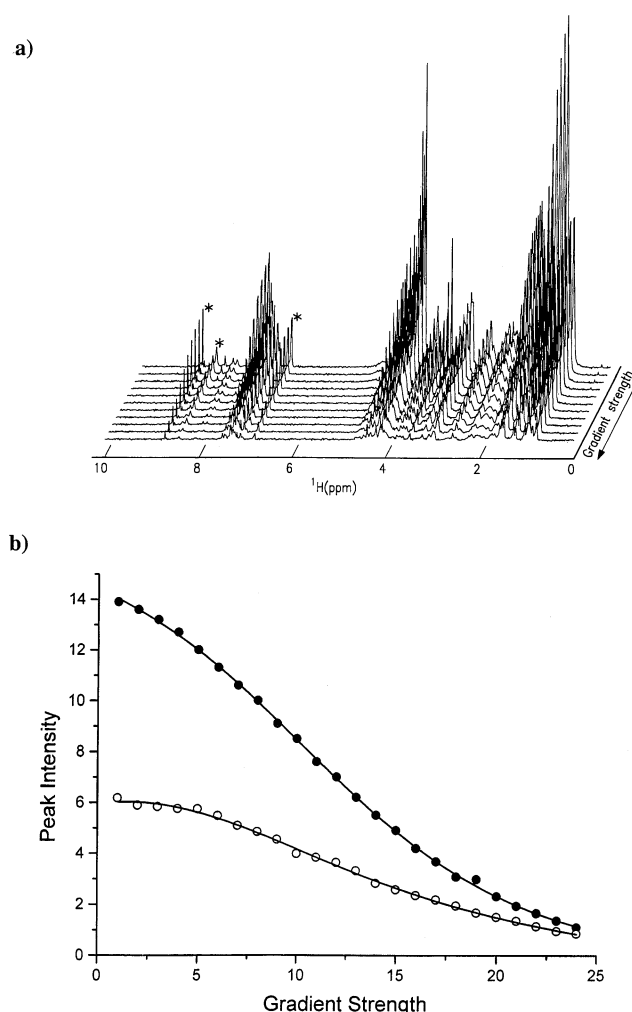 a)
*
*
*
Gradient strength
10 8 6 4 2 0
¹H(ppm)
b)
14
12
10
8
6
4
2
0
Peak Intensity
0 5 10 15 20 25
Gradient Strength